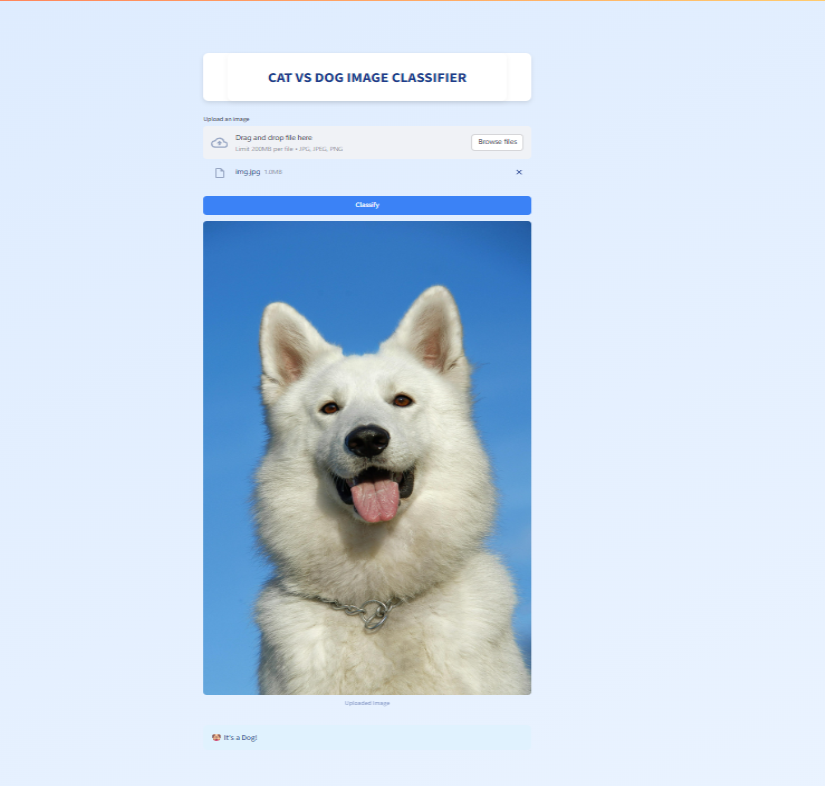 CAT VS DOG IMAGE CLASSIFIER
Upload an image
Drag and drop file here
Limit 200MB per file • JPG, JPEG, PNG
Browse files
img.jpg 1.0MB
Classify
Uploaded Image
🐶 It's a Dog!